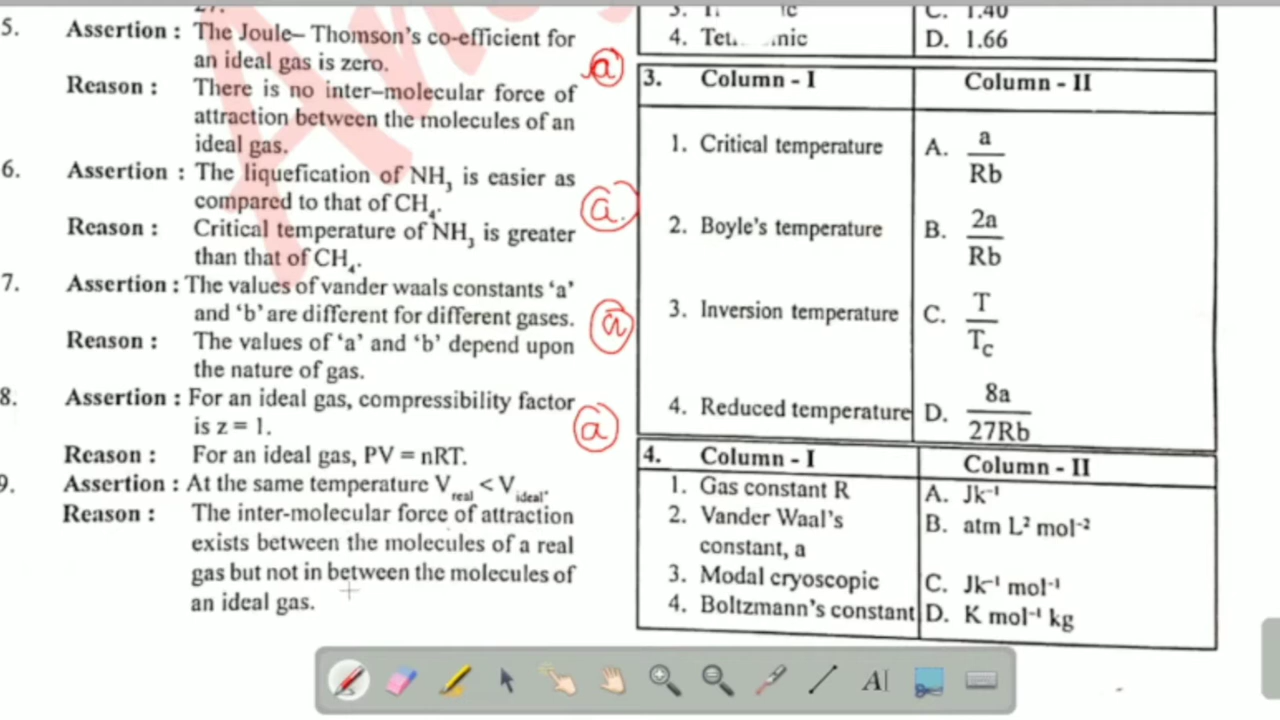 5. Assertion : The Joule– Thomson's co-efficient for
an ideal gas is zero.
Reason : There is no inter–molecular force of
attraction between the molecules of an
ideal gas.
a
6. Assertion : The liquefication of NH₃ is easier as
compared to that of CH₄.
Reason : Critical temperature of NH₃ is greater
than that of CH₄.
a.
7. Assertion : The values of vander waals constants 'a'
and 'b' are different for different gases.
Reason : The values of 'a' and 'b' depend upon
the nature of gas.
a
8. Assertion : For an ideal gas, compressibility factor
is z = 1.
Reason : For an ideal gas, PV = nRT.
a
9. Assertion : At the same temperature V real < V ideal.
Reason : The inter-molecular force of attraction
exists between the molecules of a real
gas but not in between the molecules of
an ideal gas.
C. 1.40
4. D. 1.66
3. Column - I Column - II
1. Critical temperature A. a/Rb
2. Boyle's temperature B. 2a/Rb
3. Inversion temperature C. T/Tc
4. Reduced temperature D. 8a/27Rb
4. Column - I Column - II
1. Gas constant R A. Jk⁻¹
2. Vander Waal's B. atm L² mol⁻²
constant, a
3. Modal cryoscopic C. Jk⁻¹ mol⁻¹
4. Boltzmann's constant D. K mol⁻¹ kg
AI